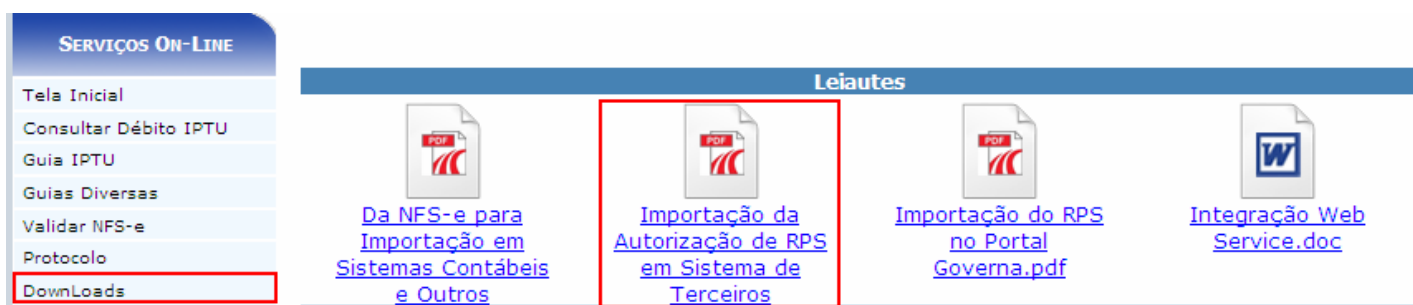 SERVIÇOS ON-LINE
Tela Inicial
Consultar Débito IPTU
Guia IPTU
Guias Diversas
Validar NFS-e
Protocolo
DownLoads
Leiautes
PDF
Da NFS-e para
Importação em
Sistemas Contábeis
e Outros
PDF
Importação da
Autorização de RPS
em Sistema de
Terceiros
PDF
Importação do RPS
no Portal
Governa.pdf
W
Integração Web
Service.doc